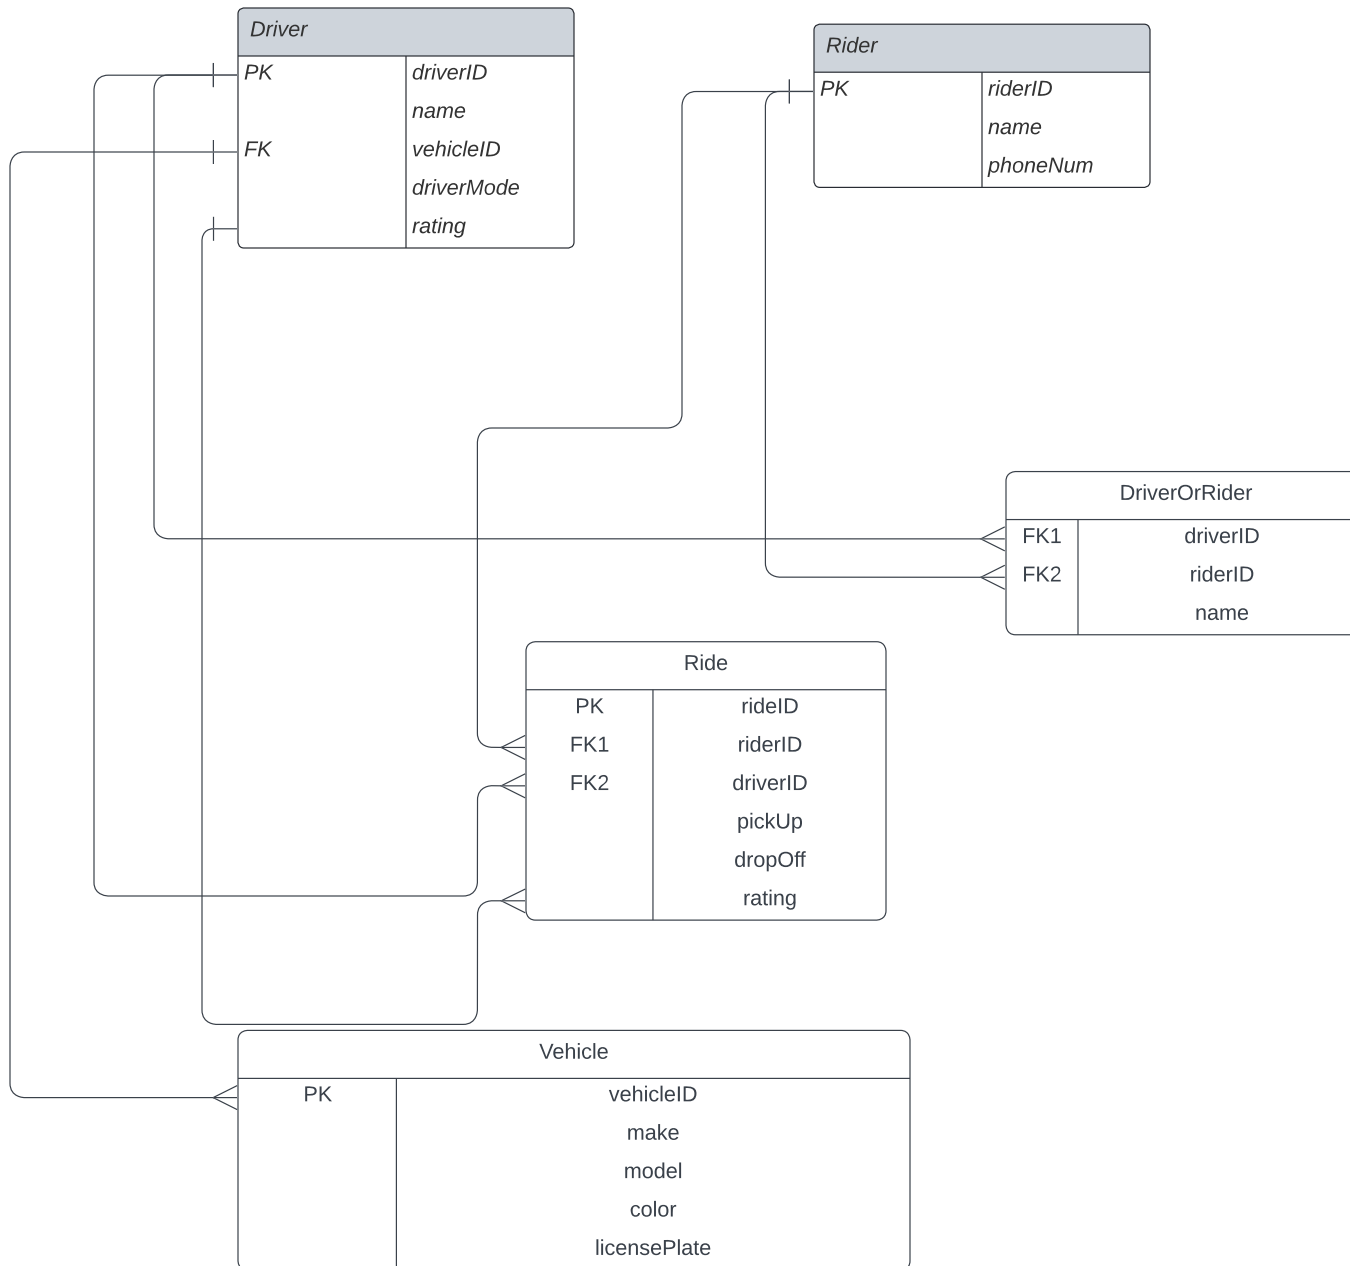 Driver
PK driverID
name
FK vehicleID
driverMode
rating
Rider
PK riderID
name
phoneNum
DriverOrRider
FK1 driverID
FK2 riderID
name
Ride
PK rideID
FK1 riderID
FK2 driverID
pickUp
dropOff
rating
Vehicle
PK vehicleID
make
model
color
licensePlate